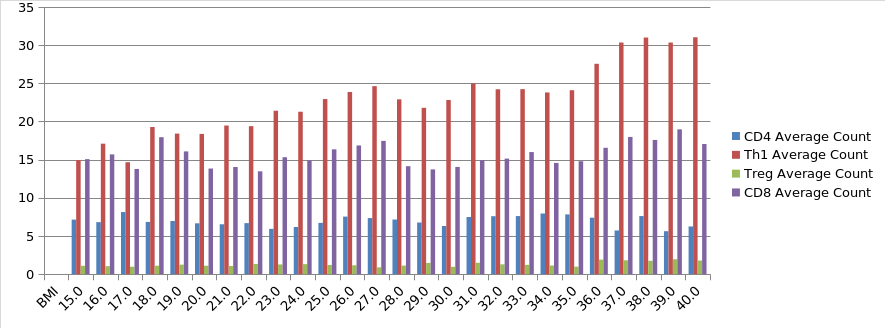 35
30
25
20
15
10
5
0
BMI 15.0 16.0 17.0 18.0 19.0 20.0 21.0 22.0 23.0 24.0 25.0 26.0 27.0 28.0 29.0 30.0 31.0 32.0 33.0 34.0 35.0 36.0 37.0 38.0 39.0 40.0
CD4 Average Count
Th1 Average Count
Treg Average Count
CD8 Average Count